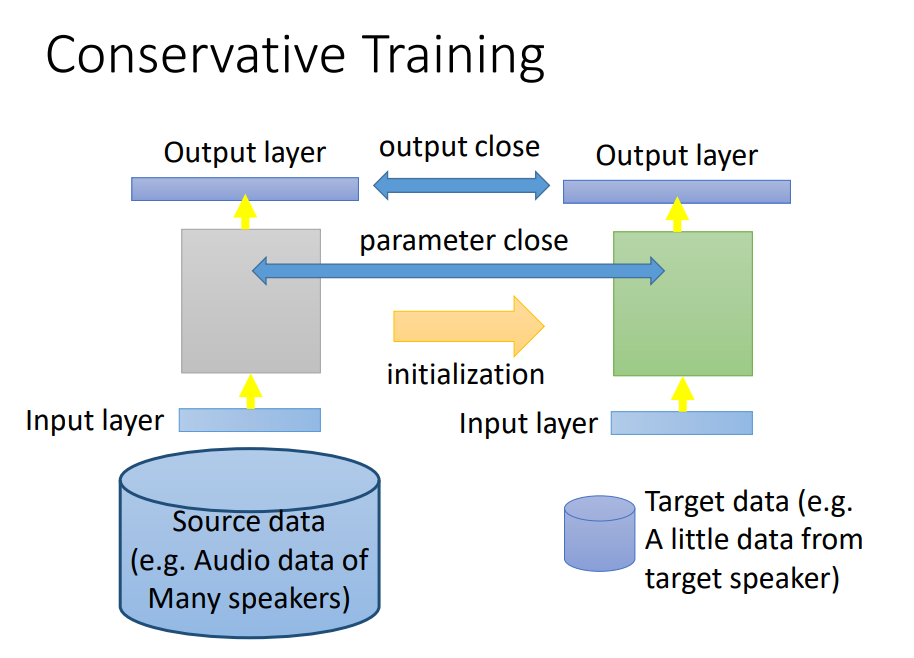 Conservative Training
Output layer
output close
Output layer
parameter close
initialization
Input layer
Input layer
Source data
(e.g. Audio data of
Many speakers)
Target data (e.g.
A little data from
target speaker)